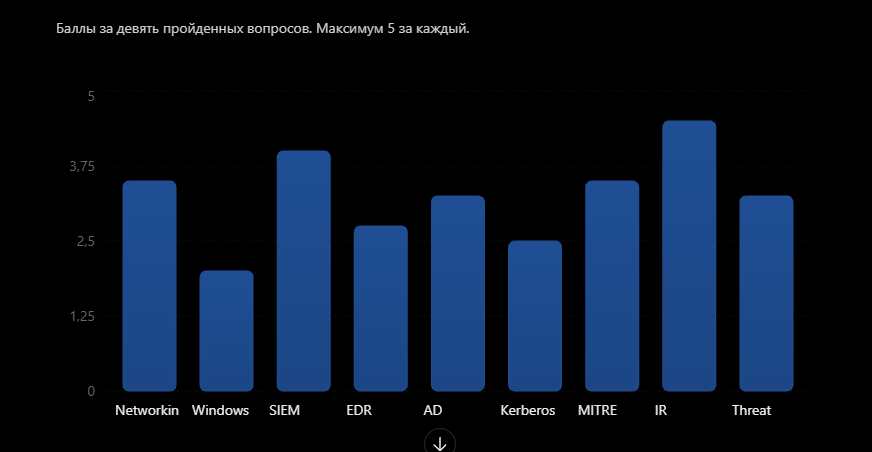 Баллы за девять пройденных вопросов. Максимум 5 за каждый.
5
3,75
2,5
1,25
0
Networkin Windows SIEM EDR AD Kerberos MITRE IR Threat